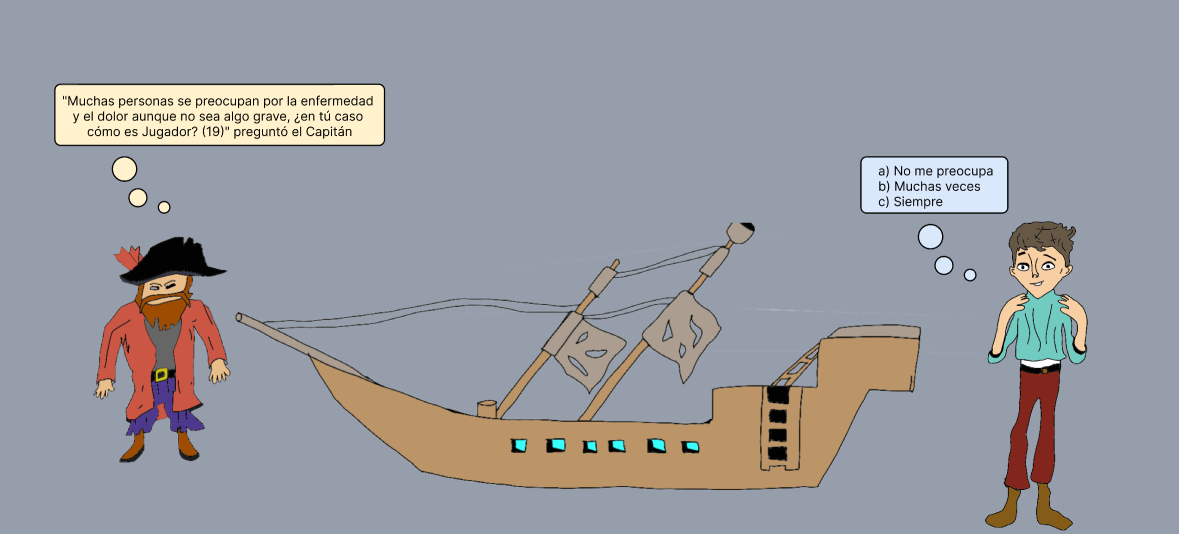 "Muchas personas se preocupan por la enfermedad
y el dolor aunque no sea algo grave, ¿en tú caso
cómo es Jugador? (19)" preguntó el Capitán
a) No me preocupa
b) Muchas veces
c) Siempre